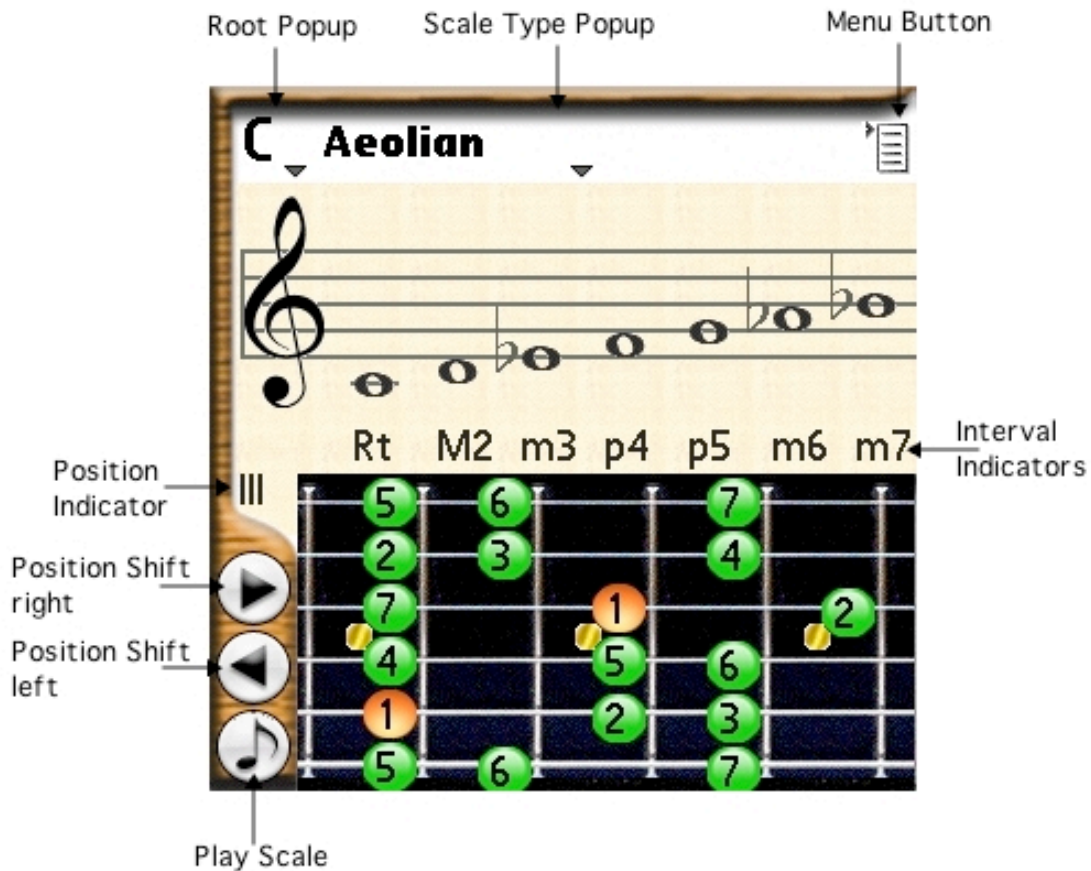 Root Popup
Scale Type Popup
Menu Button
C Aeolian
Rt M2 m3 p4 p5 m6 m7
Interval
Indicators
Position
Indicator
III
5 6 7
2 3 4
Position Shift
right
7 1 2
Position Shift
left
4 5 6
1 2 3
5 6 7
Play Scale